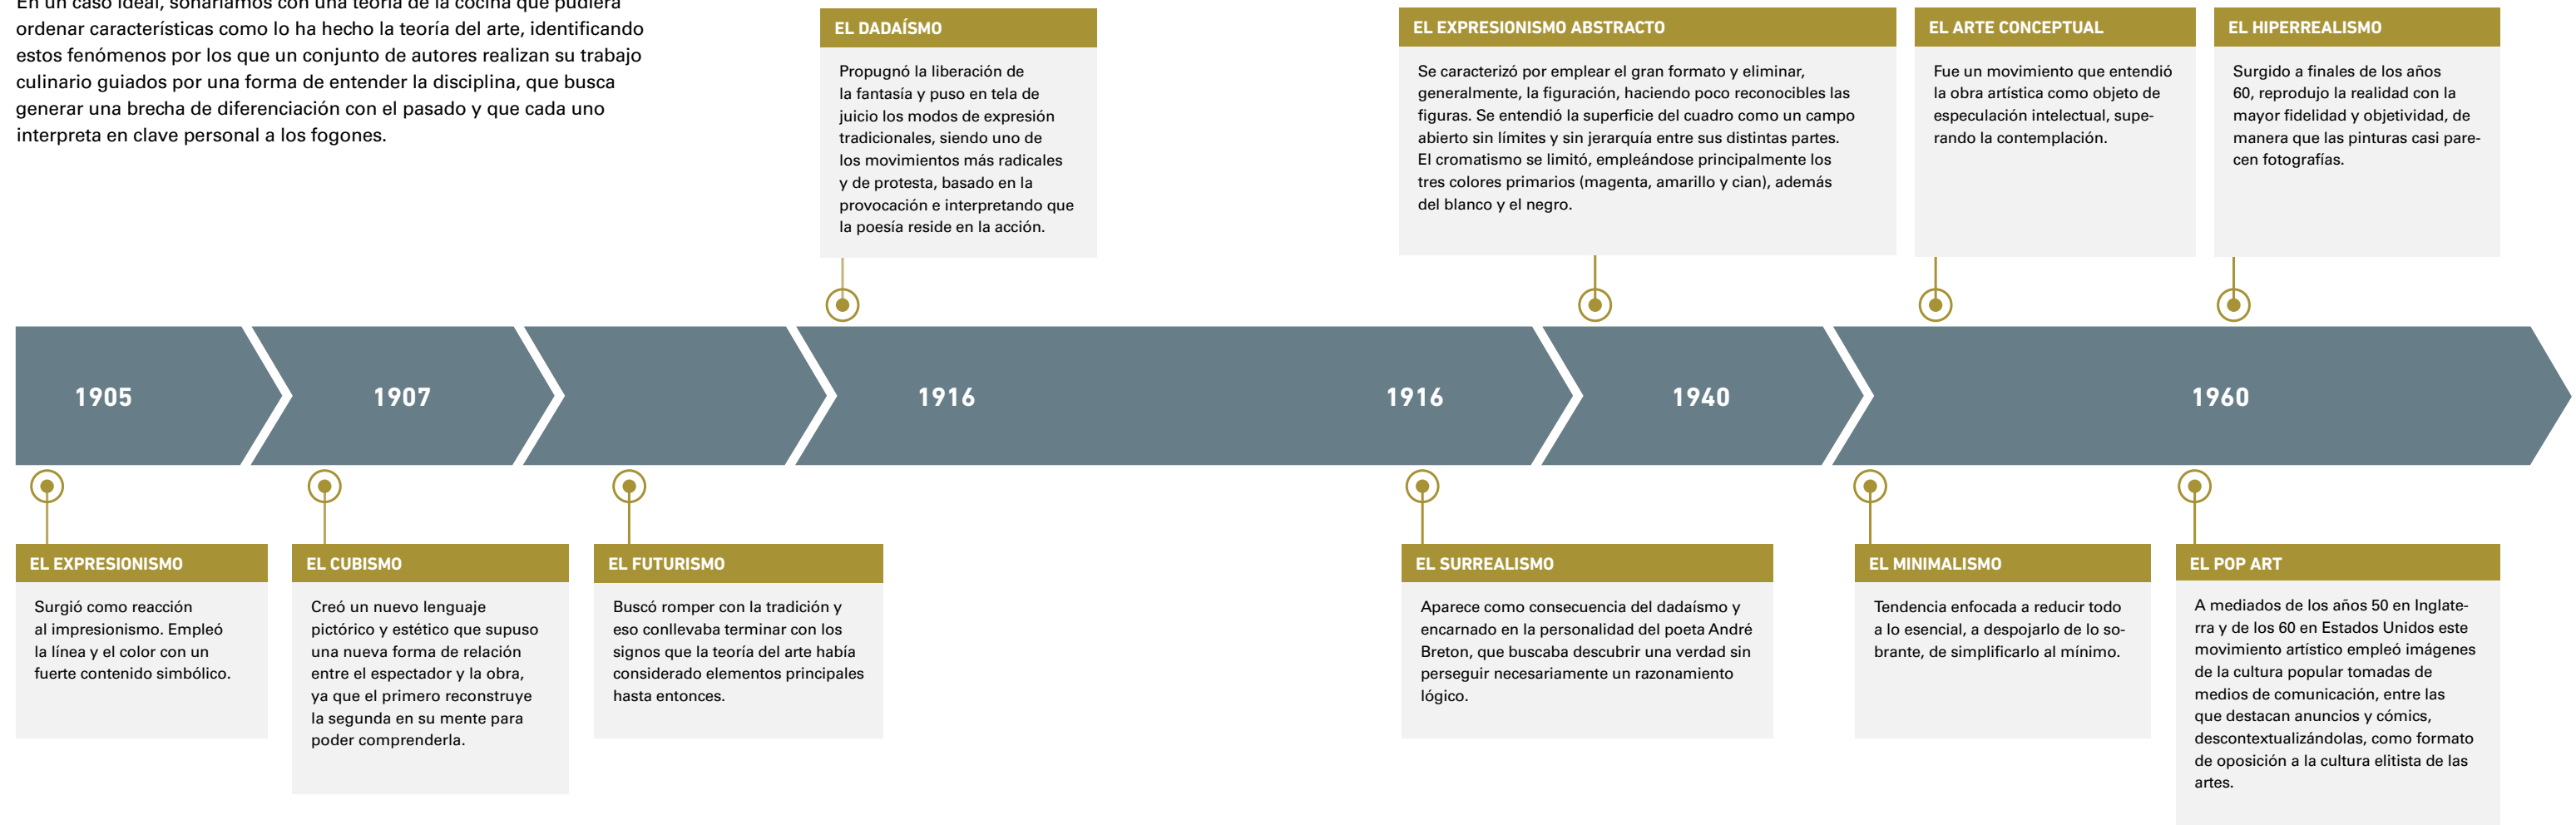 En un caso ideal, soñaríamos con una teoría de la cocina que pudiera
ordenar características como lo ha hecho la teoría del arte, identificando
estos fenómenos por los que un conjunto de autores realizan su trabajo
culinario guiados por una forma de entender la disciplina, que busca
generar una brecha de diferenciación con el pasado y que cada uno
interpreta en clave personal a los fogones.
EL DADAÍSMO
Propugnó la liberación de
la fantasía y puso en tela de
juicio los modos de expresión
tradicionales, siendo uno de
los movimientos más radicales
y de protesta, basado en la
provocación e interpretando que
la poesía reside en la acción.
EL EXPRESIONISMO ABSTRACTO
Se caracterizó por emplear el gran formato y eliminar,
generalmente, la figuración, haciendo poco reconocibles las
figuras. Se entendió la superficie del cuadro como un campo
abierto sin límites y sin jerarquía entre sus distintas partes.
El cromatismo se limitó, empleándose principalmente los
tres colores primarios (magenta, amarillo y cian), además
del blanco y el negro.
EL ARTE CONCEPTUAL
Fue un movimiento que entendió
la obra artística como objeto de
especulación intelectual, supe-
rando la contemplación.
EL HIPERREALISMO
Surgido a finales de los años
60, reprodujo la realidad con la
mayor fidelidad y objetividad, de
manera que las pinturas casi pare-
cen fotografías.
1905
1907
1916
1916
1940
1960
EL EXPRESIONISMO
Surgió como reacción
al impresionismo. Empleó
la línea y el color con un
fuerte contenido simbólico.
EL CUBISMO
Creó un nuevo lenguaje
pictórico y estético que supuso
una nueva forma de relación
entre el espectador y la obra,
ya que el primero reconstruye
la segunda en su mente para
poder comprenderla.
EL FUTURISMO
Buscó romper con la tradición y
eso conllevaba terminar con los
signos que la teoría del arte había
considerado elementos principales
hasta entonces.
EL SURREALISMO
Aparece como consecuencia del dadaísmo y
encarnado en la personalidad del poeta André
Breton, que buscaba descubrir una verdad sin
perseguir necesariamente un razonamiento
lógico.
EL MINIMALISMO
Tendencia enfocada a reducir todo
a lo esencial, a despojarlo de lo so-
brante, de simplificarlo al mínimo.
EL POP ART
A mediados de los años 50 en Inglate-
rra y de los 60 en Estados Unidos este
movimiento artístico empleó imágenes
de la cultura popular tomadas de
medios de comunicación, entre las
que destacan anuncios y cómics,
descontextualizándolas, como formato
de oposición a la cultura elitista de las
artes.